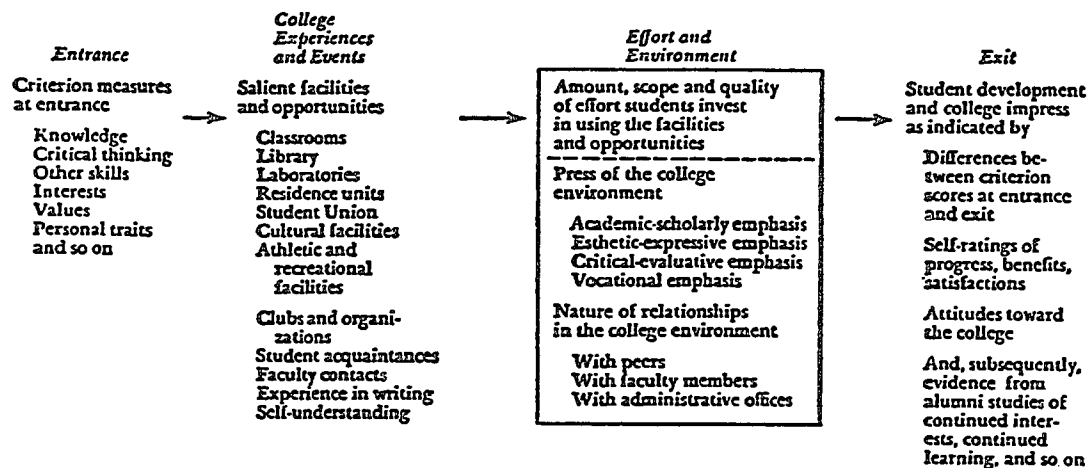 Entrance
Criterion measures
at entrance
Knowledge
Critical thinking
Other skills
Interests
Values
Personal traits
and so on
College
Experiences
and Events
Salient facilities
and opportunities
Classrooms
Library
Laboratories
Residence units
Student Union
Cultural facilities
Athletic and
recreational
facilities
Clubs and organi-
zations
Student acquaintances
Faculty contacts
Experience in writing
Self-understanding
Effort and
Environment
Amount, scope and quality
of effort students invest
in using the facilities
and opportunities
Press of the college
environment
Academic-scholarly emphasis
Esthetic-expressive emphasis
Critical-evaluative emphasis
Vocational emphasis
Nature of relationships
in the college environment
With peers
With faculty members
With administrative offices
Exit
Student development
and college impress
as indicated by
Differences be-
tween criterion
scores at entrance
and exit
Self-ratings of
progress, benefits,
satisfactions
Attitudes toward
the college
And, subsequently,
evidence from
alumni studies of
continued inter-
ests, continued
learning, and so on